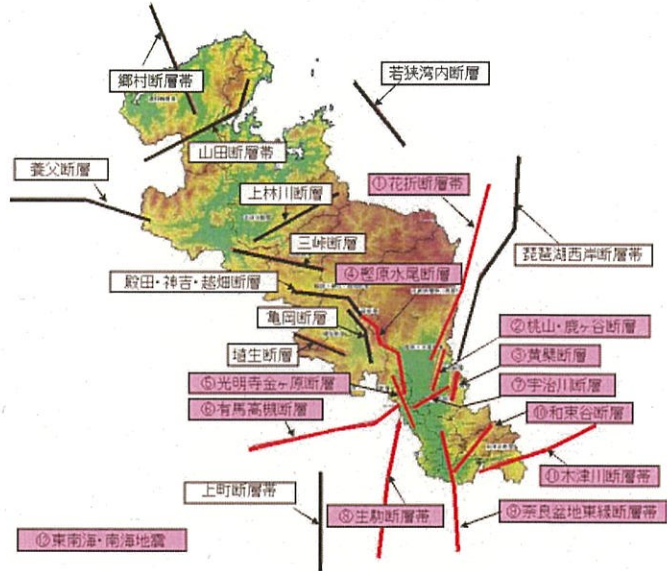 郷村断層帯
若狭湾内断層
山田断層帯
養父断層
①花折断層帯
上林川断層
琵琶湖西岸断層帯
三峠断層
④樫原水尾断層
殿田・神吉・越畑断層
②桃山・鹿ヶ谷断層
亀岡断層
③黄檗断層
埴生断層
⑤光明寺金ヶ原断層
⑦宇治川断層
⑥有馬高槻断層
⑩和束谷断層
⑪木津川断層帯
上町断層帯
⑧生駒断層帯
⑨奈良盆地東縁断層帯
⑫東南海・南海地震